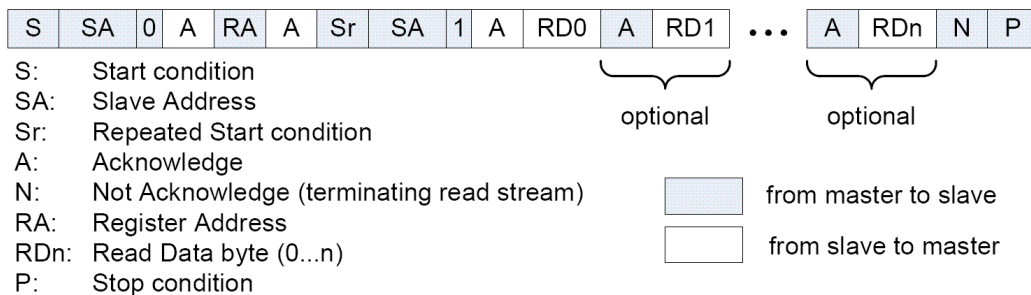 S SA 0 A RA A Sr SA 1 A RD0 A RD1 ••• A RDn N P
optional optional
S: Start condition
SA: Slave Address
Sr: Repeated Start condition
A: Acknowledge
N: Not Acknowledge (terminating read stream)
RA: Register Address
RDn: Read Data byte (0...n)
P: Stop condition
from master to slave
from slave to master